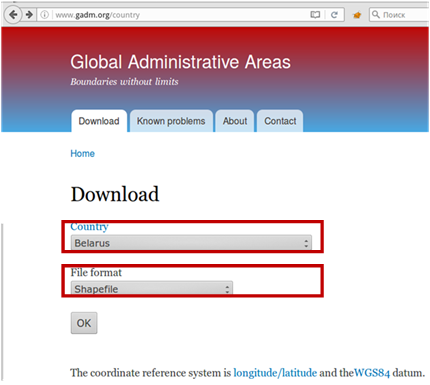 www.gadm.org/country
Поиск
Global Administrative Areas
Boundaries without limits
Download Known problems About Contact
Home
Download
Country
Belarus
File format
Shapefile
OK
The coordinate reference system is longitude/latitude and theWGS84 datum.